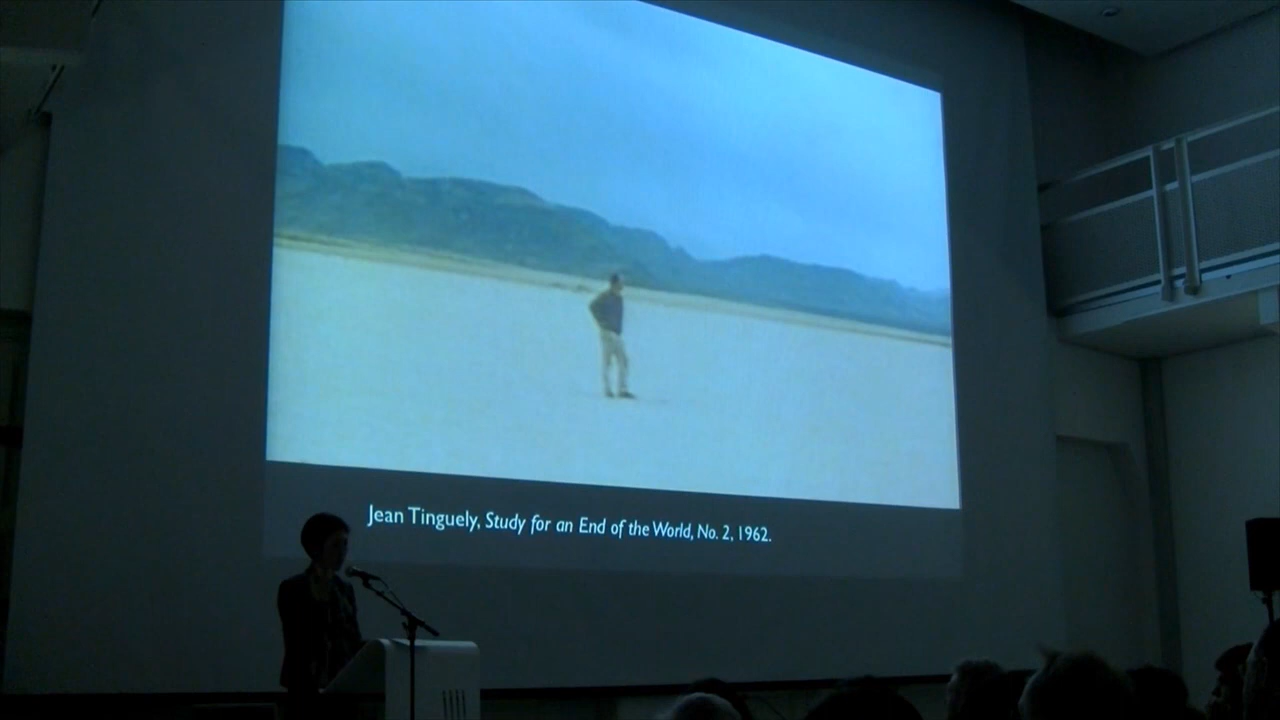 Jean Tinguely, Study for an End of the World, No. 2, 1962.